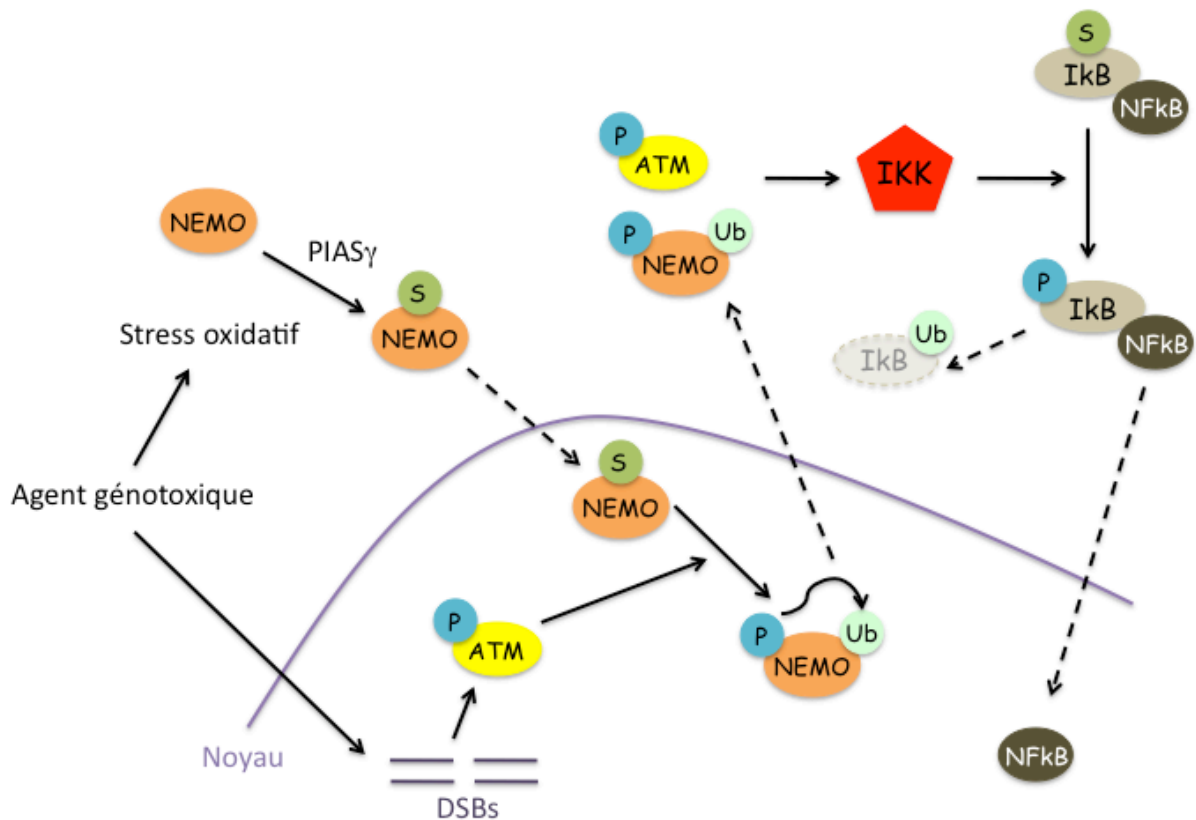 S
IkB
NFkB
P
ATM
IKK
NEMO
P
Ub
NEMO
PIASγ
S
NEMO
P
IkB
NFkB
Ub
IkB
Stress oxidatif
S
NEMO
Agent génotoxique
P
ATM
P
Ub
NEMO
Noyau
NFkB
DSBs